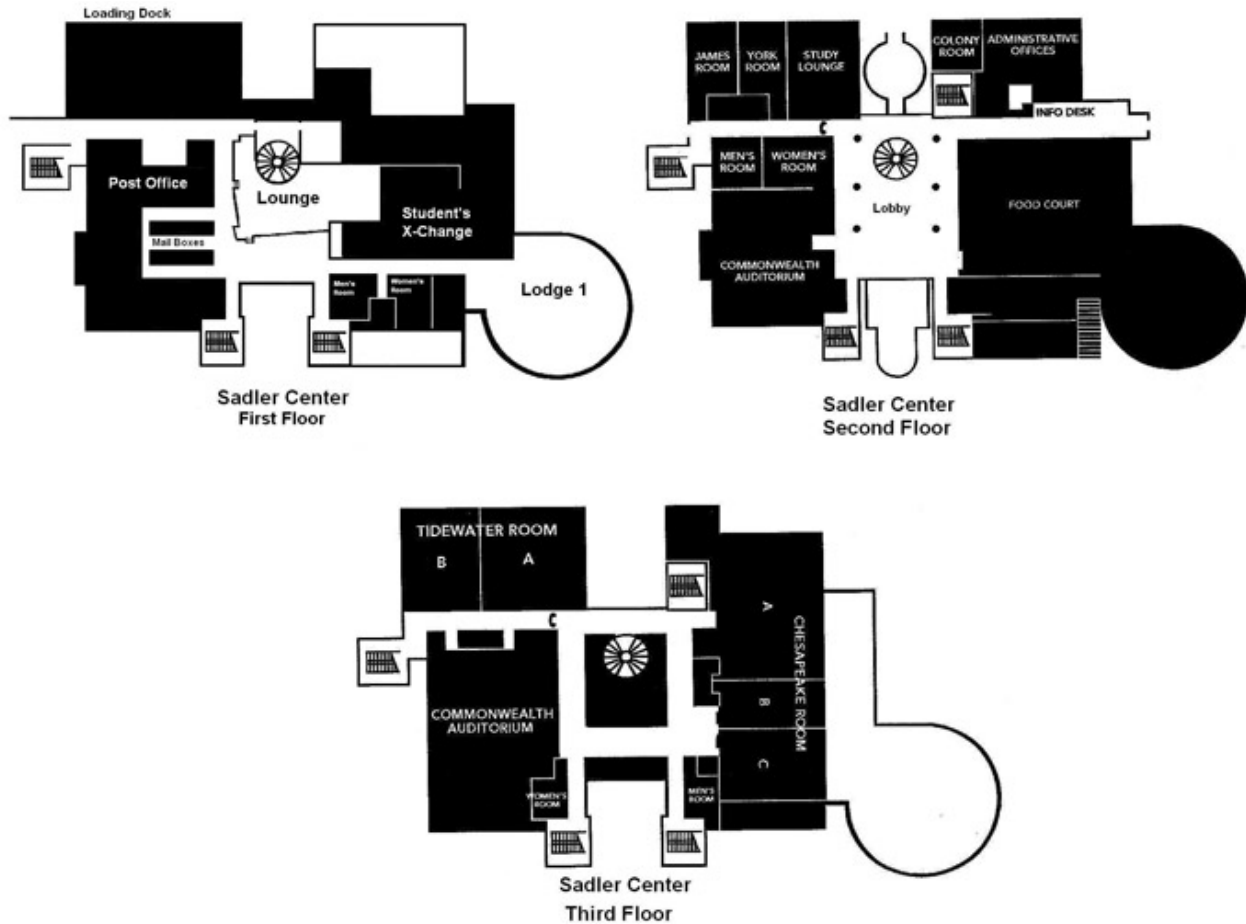 Loading Dock
Post Office
Lounge
Mail Boxes
Student's
X-Change
Men's
Room
Women's
Room
Lodge 1
Sadler Center
First Floor
JAMES
ROOM
YORK
ROOM
STUDY
LOUNGE
COLONY
ROOM
ADMINISTRATIVE
OFFICES
INFO DESK
MEN'S
ROOM
WOMEN'S
ROOM
Lobby
FOOD COURT
COMMONWEALTH
AUDITORIUM
Sadler Center
Second Floor
TIDEWATER ROOM
B
A
A
CHESAPEAKE ROOM
B
C
COMMONWEALTH
AUDITORIUM
WOMEN'S
ROOM
MEN'S
ROOM
Sadler Center
Third Floor